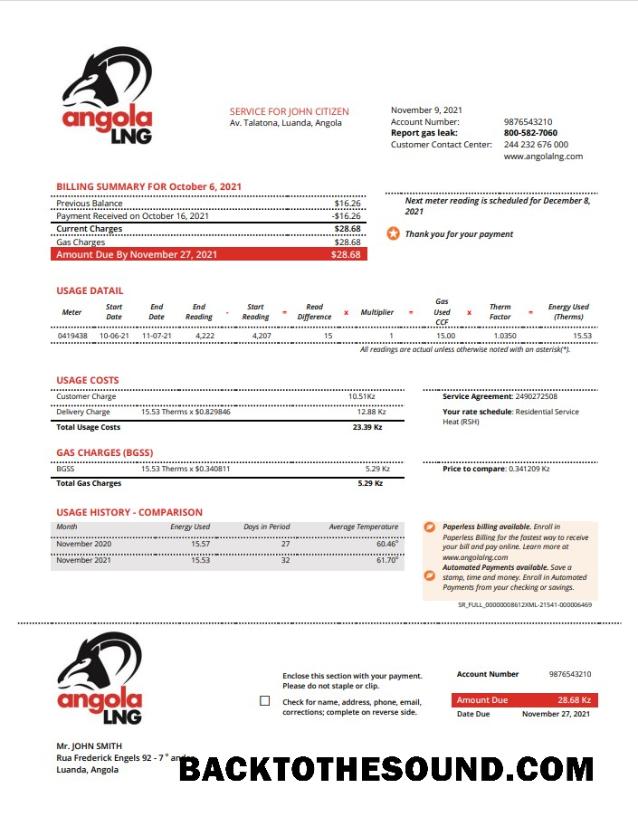 angola
LNG
SERVICE FOR JOHN CITIZEN
Av. Talatona, Luanda, Angola
November 9, 2021
Account Number: 9876543210
Report gas leak: 800-582-7060
Customer Contact Center: 244 232 676 000
www.angolalng.com
BILLING SUMMARY FOR October 6, 2021
Previous Balance $16.26
Payment Received on October 16, 2021 -$16.26
Current Charges $28.68
Gas Charges $28.68
Amount Due By November 27, 2021 $28.68
Next meter reading is scheduled for December 8,
2021
Thank you for your payment
USAGE DATAIL
Meter Start Date End Date End Reading - Start Reading = Read Difference x Multiplier = Gas Used CCF x Therm Factor = Energy Used (Therms)
0419438 10-06-21 11-07-21 4,222 4,207 15 1 15.00 1.0350 15.53
All readings are actual unless otherwise noted with an asterisk(*).
USAGE COSTS
Customer Charge 10.51Kz
Delivery Charge 15.53 Therms x $0.829846 12.88 Kz
Total Usage Costs 23.39 Kz
Service Agreement: 2490272508
Your rate schedule: Residential Service
Heat (RSH)
GAS CHARGES (BGSS)
BGSS 15.53 Therms x $0.340811 5.29 Kz
Total Gas Charges 5.29 Kz
Price to compare: 0.341209 Kz
USAGE HISTORY - COMPARISON
Month Energy Used Days in Period Average Temperature
November 2020 15.57 27 60.46°
November 2021 15.53 32 61.70°
Paperless billing available. Enroll in
Paperless Billing for the fastest way to receive
your bill and pay online. Learn more at
www.angolalng.com
Automated Payments available. Save a
stamp, time and money. Enroll in Automated
Payments from your checking or savings.
SR_FULL_00000008612XML-21541-000006469
angola
LNG
Enclose this section with your payment.
Please do not staple or clip.
Check for name, address, phone, email,
corrections; complete on reverse side.
Account Number 9876543210
Amount Due 28.68 Kz
Date Due November 27, 2021
Mr. JOHN SMITH
Rua Frederick Engels 92 - 7 °
Luanda, Angola
BACKTOTHESOUND.COM